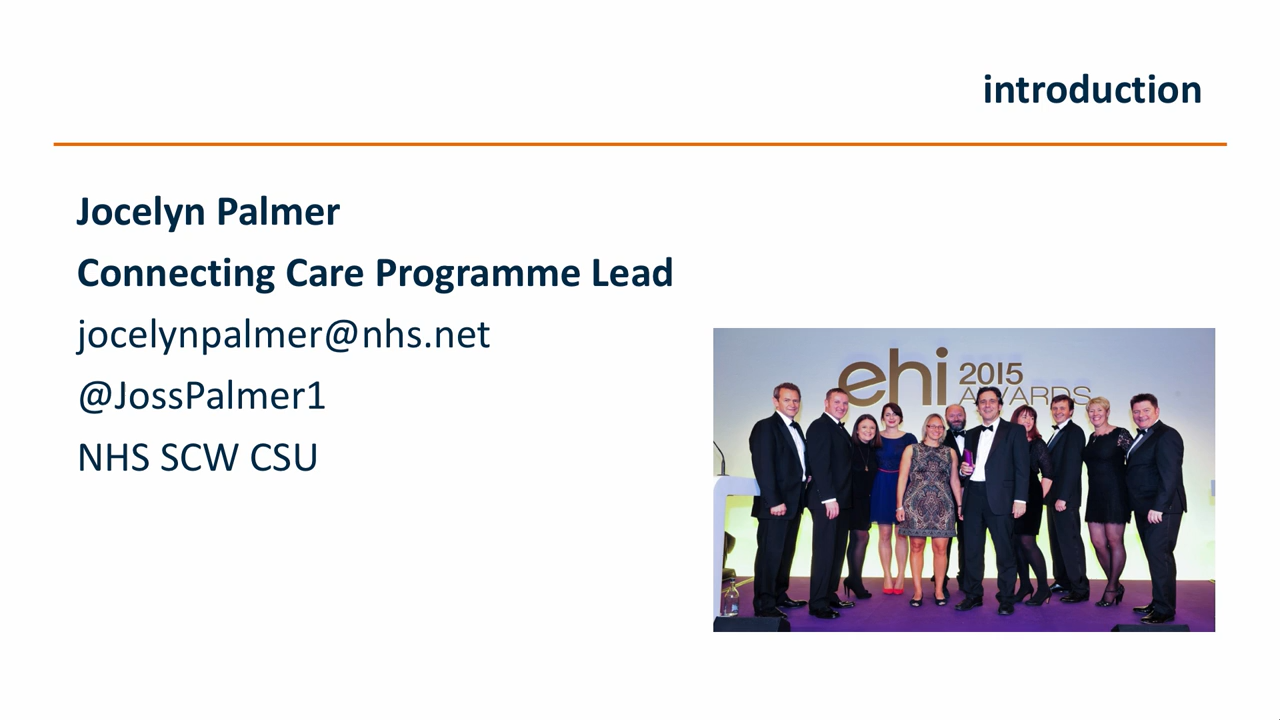 introduction
Jocelyn Palmer
Connecting Care Programme Lead
jocelynpalmer@nhs.net
@JossPalmer1
NHS SCW CSU
ehi 2015
AWARDS